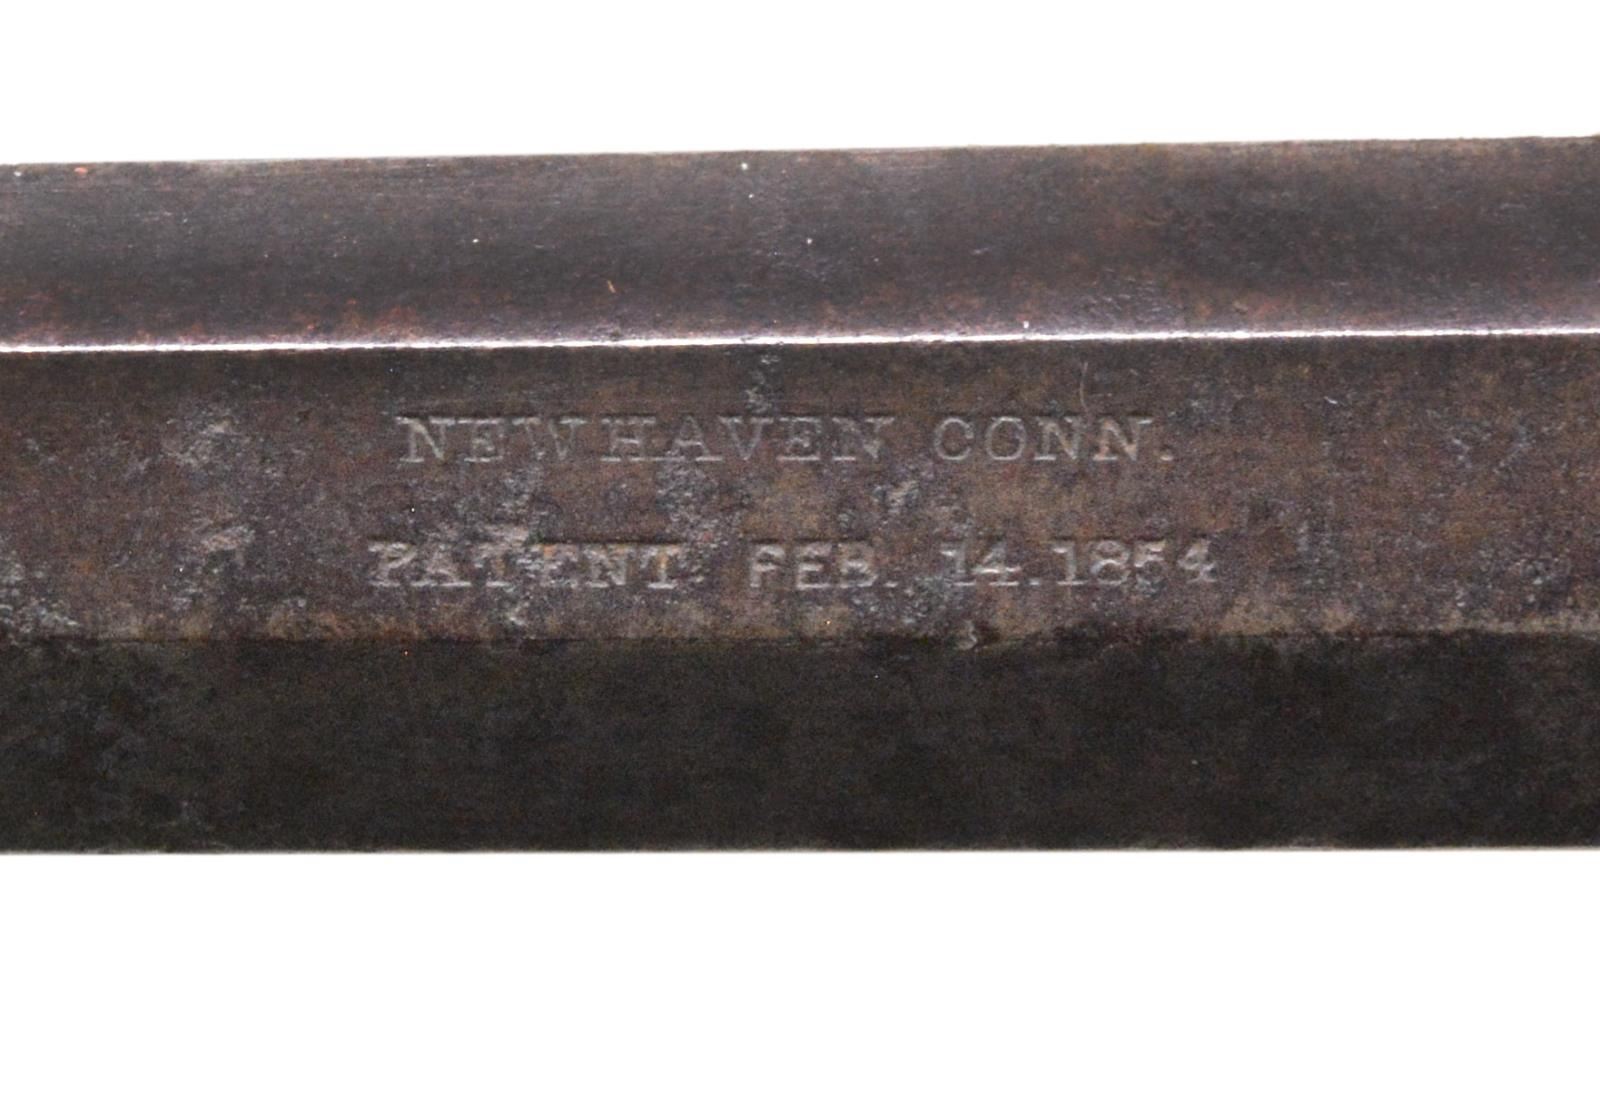 NEWHAVEN CONN.
PATENT FEB. 14.1854